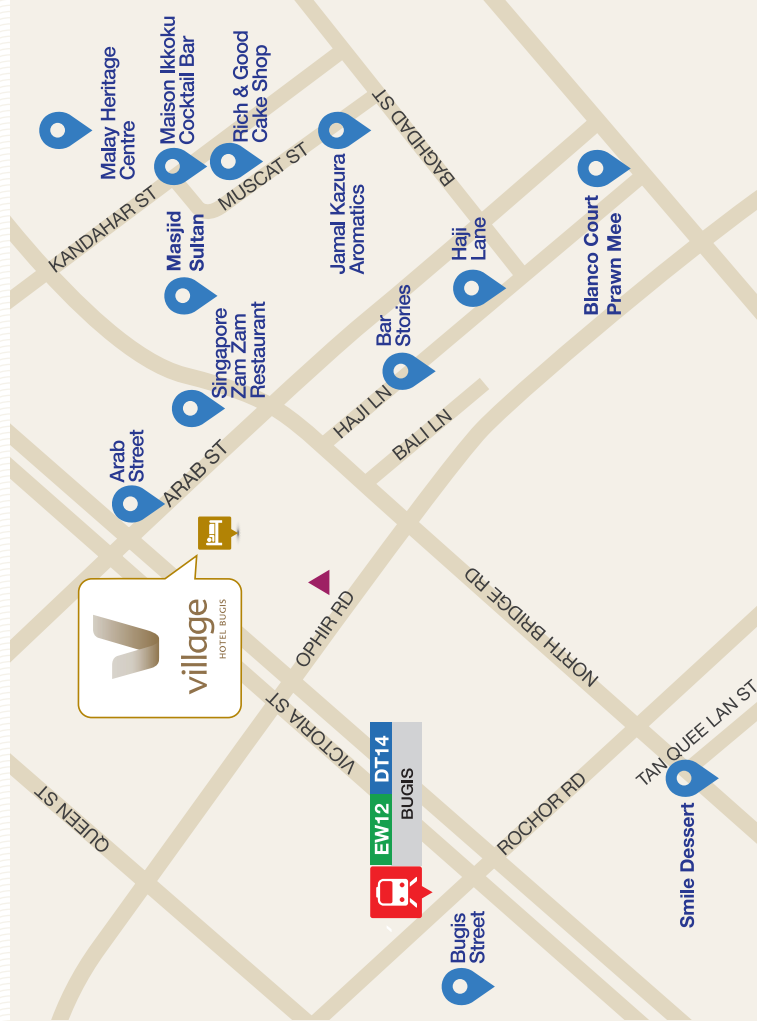 Malay Heritage
Centre
Maison Ikkoku
Cocktail Bar
Rich & Good
Cake Shop
KANDAHAR ST
MUSCAT ST
BAGHDAD ST
Masjid
Sultan
Jamal Kazura
Aromatics
Haji
Lane
Blanco Court
Prawn Mee
Singapore
Zam Zam
Restaurant
Bar
Stories
HAJI LN
BALI LN
Arab
Street
ARAB ST
village
HOTEL BUGIS
OPHIR RD
NORTH BRIDGE RD
VICTORIA ST
QUEEN ST
EW12 DT14
BUGIS
ROCHOR RD
TAN QUEE LAN ST
Smile Dessert
Bugis
Street